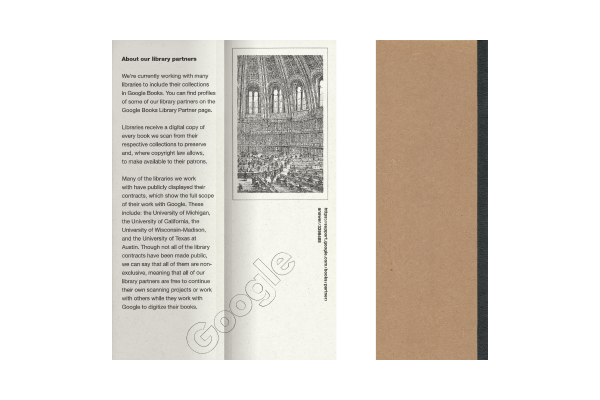 About our library partners
We're currently working with many
libraries to include their collections
in Google Books. You can find profiles
of some of our library partners on the
Google Books Library Partner page.
Libraries receive a digital copy of
every book we scan from their
respective collections to preserve
and, where copyright law allows,
to make available to their patrons.
Many of the libraries we work
with have publicly displayed their
contracts, which show the full scope
of their work with Google. These
include: the University of Michigan,
the University of California, the
University of Wisconsin-Madison,
and the University of Texas at
Austin. Though not all of the library
contracts have been made public,
we can say that all of them are non-
exclusive, meaning that all of our
library partners are free to continue
their own scanning projects or work
with others while they work with
Google to digitize their books.
Google